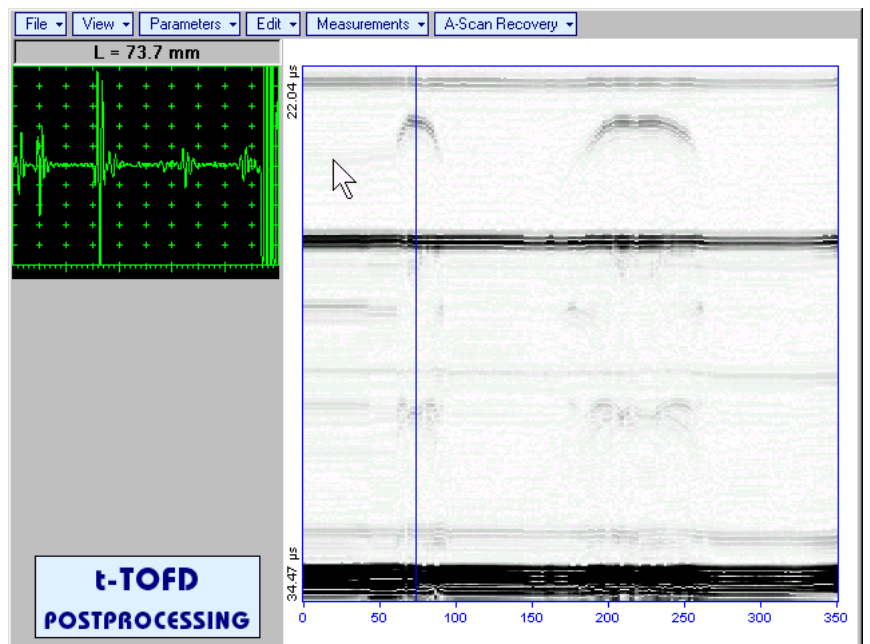 File View Parameters Edit Measurements A-Scan Recovery
L = 73.7 mm
22.04 µs
34.47 µs
0 50 100 150 200 250 300 350
t-TOFD
POSTPROCESSING